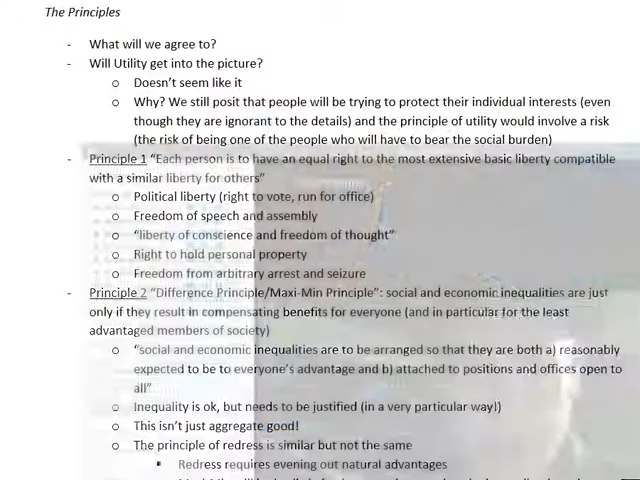 The Principles
- What will we agree to?
- Will Utility get into the picture?
o Doesn't seem like it
o Why? We still posit that people will be trying to protect their individual interests (even
though they are ignorant to the details) and the principle of utility would involve a risk
(the risk of being one of the people who will have to bear the social burden)
- Principle 1 "Each person is to have an equal right to the most extensive basic liberty compatible
with a similar liberty for others"
o Political liberty (right to vote, run for office)
o Freedom of speech and assembly
o "liberty of conscience and freedom of thought"
o Right to hold personal property
o Freedom from arbitrary arrest and seizure
- Principle 2 "Difference Principle/Maxi-Min Principle": social and economic inequalities are just
only if they result in compensating benefits for everyone (and in particular for the least
advantaged members of society)
o "social and economic inequalities are to be arranged so that they are both a) reasonably
expected to be to everyone's advantage and b) attached to positions and offices open to
all"
o Inequality is ok, but needs to be justified (in a very particular way!)
o This isn't just aggregate good!
o The principle of redress is similar but not the same
▪ Redress requires evening out natural advantages